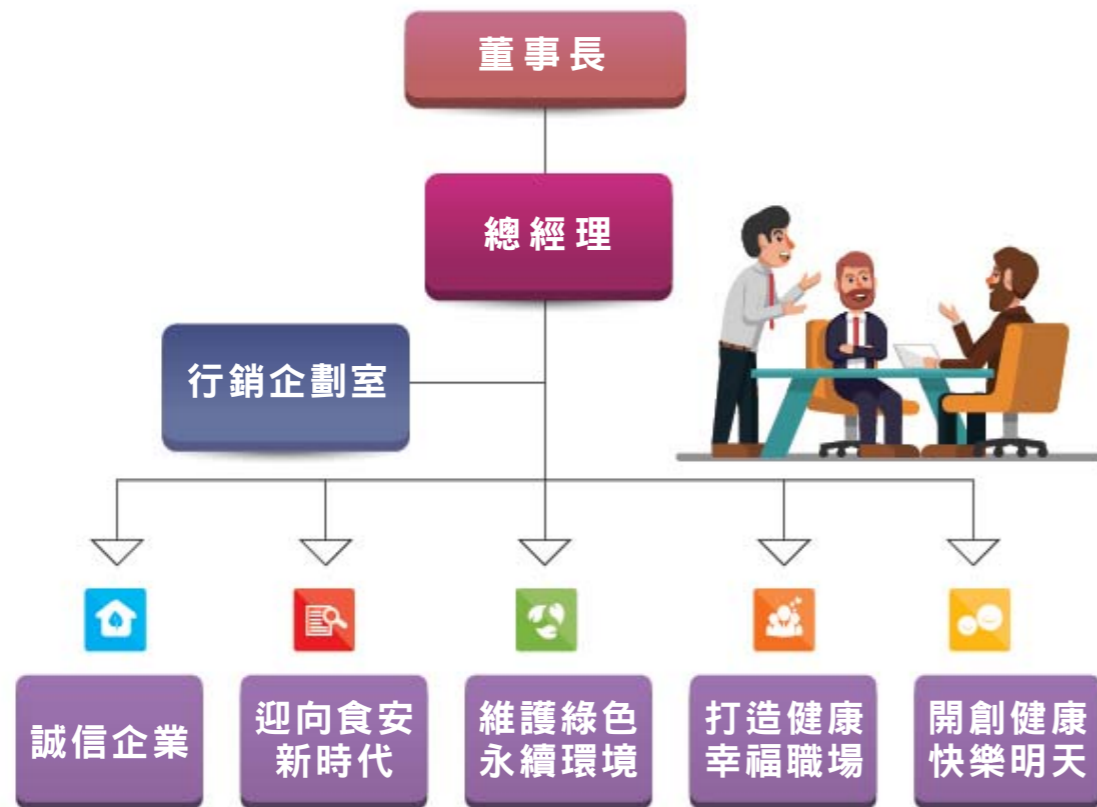 董事長
總經理
行銷企劃室
誠信企業
迎向食安
新時代
維護綠色
永續環境
打造健康
幸福職場
開創健康
快樂明天